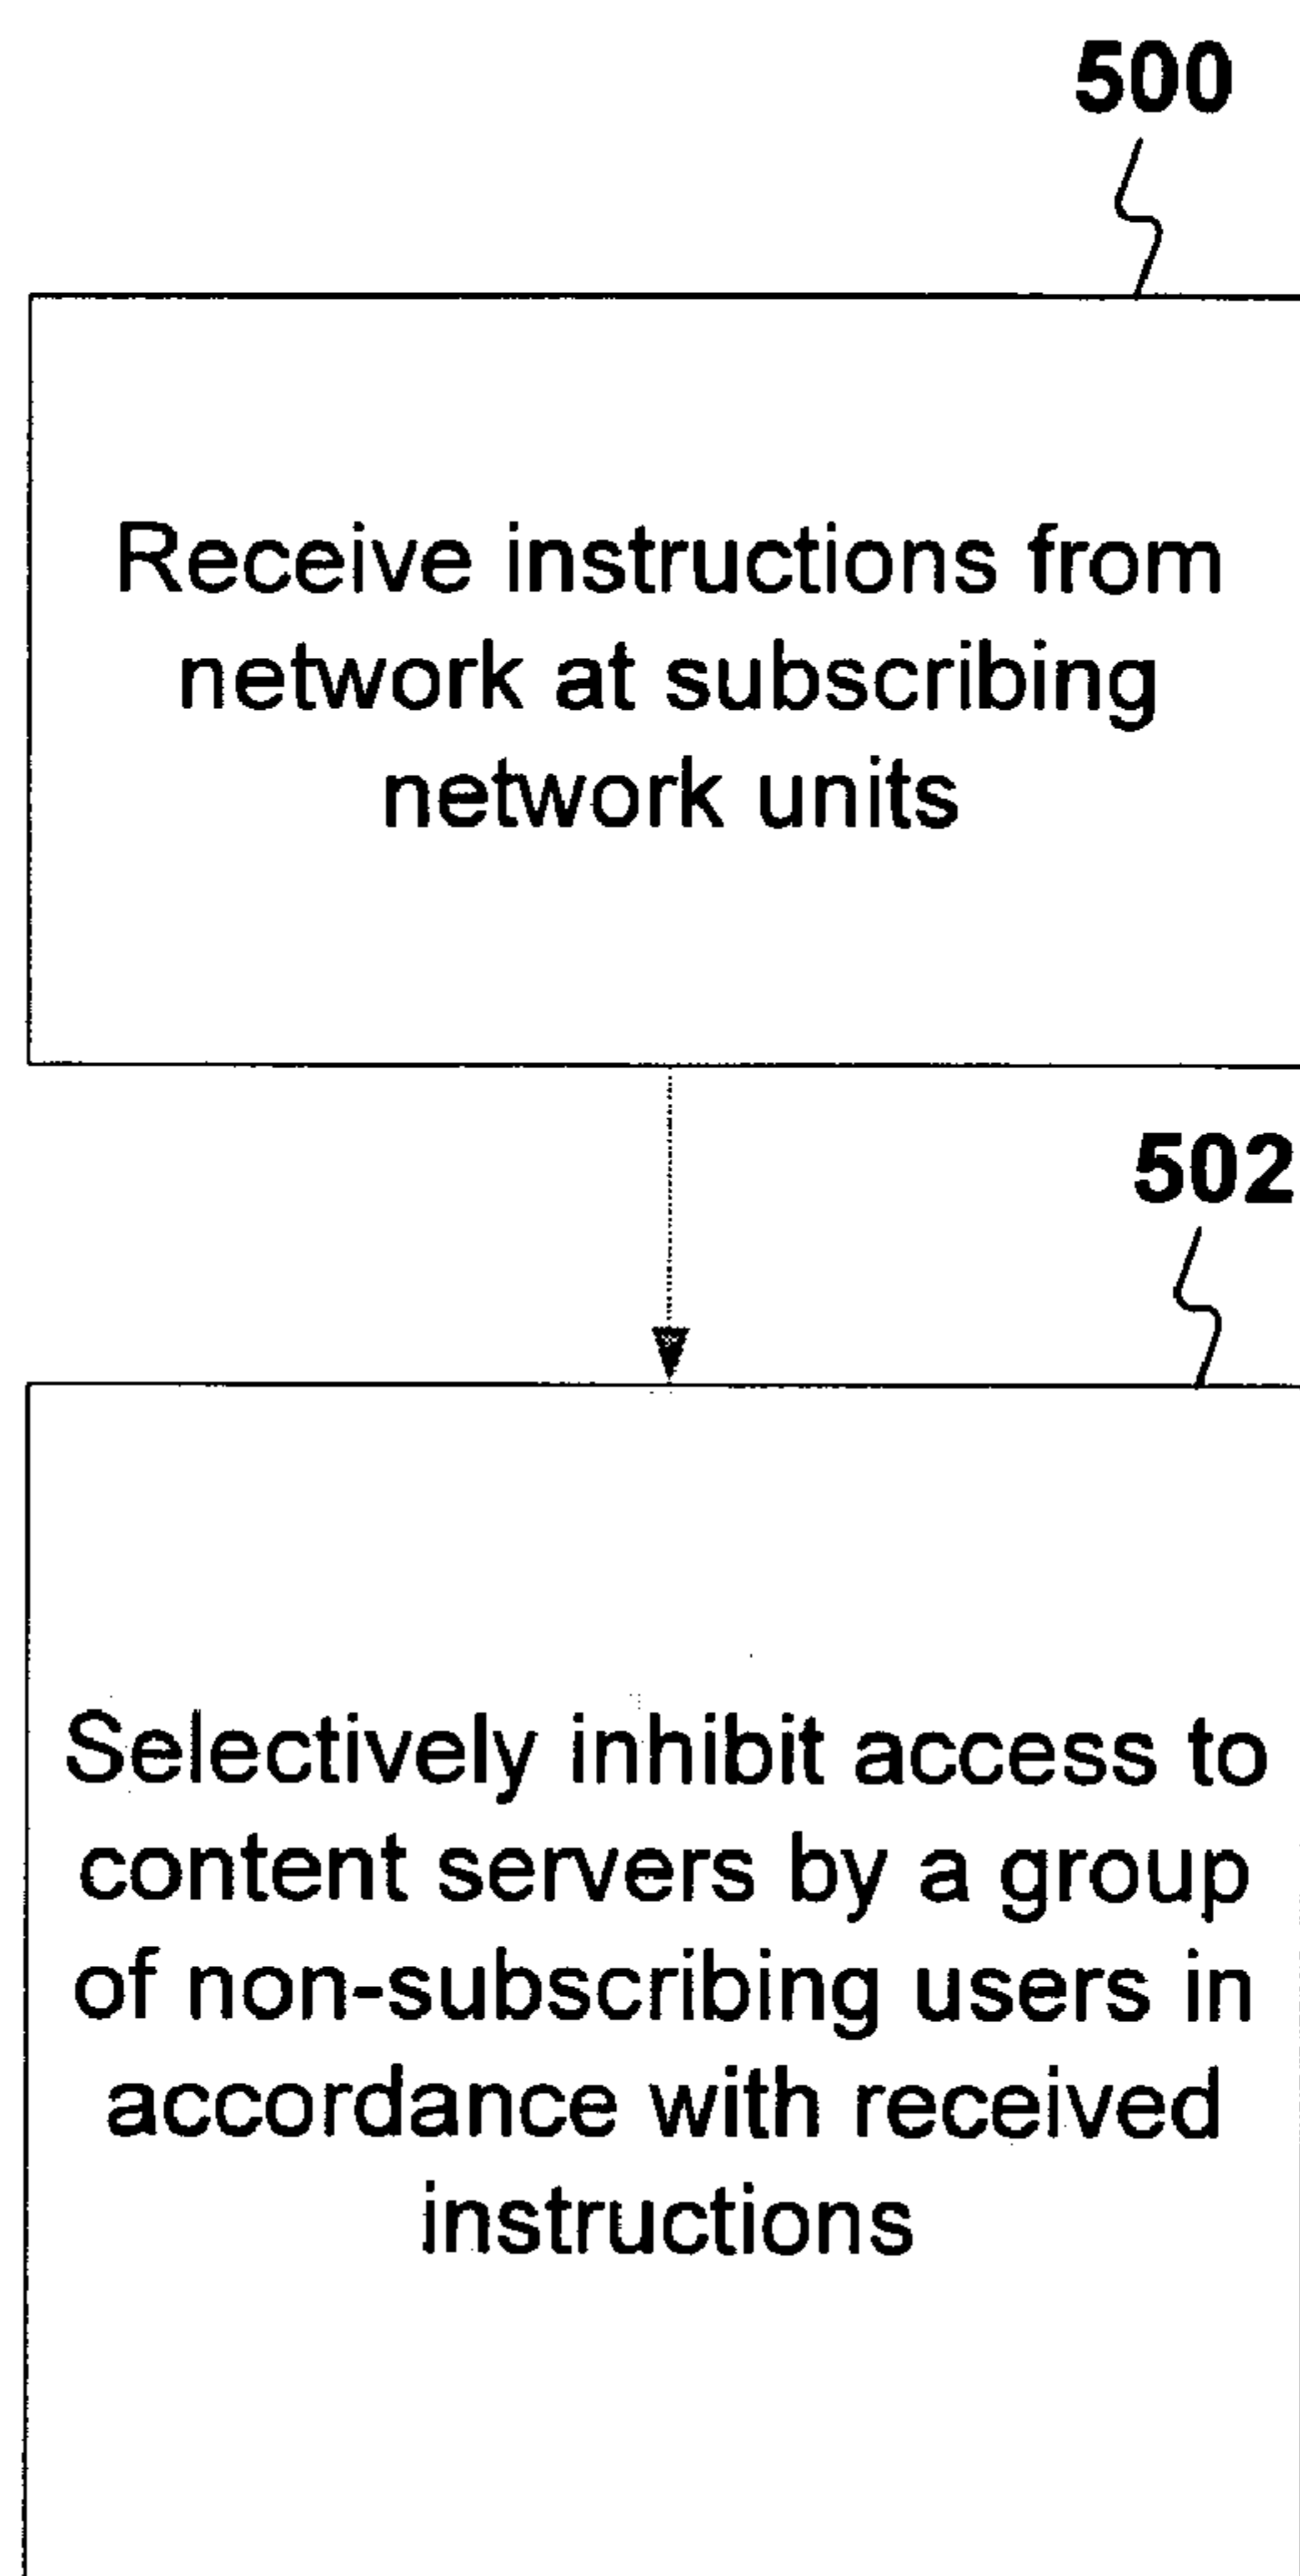 500
Receive instructions from
network at subscribing
network units
502
Selectively inhibit access to
content servers by a group
of non-subscribing users in
accordance with received
instructions